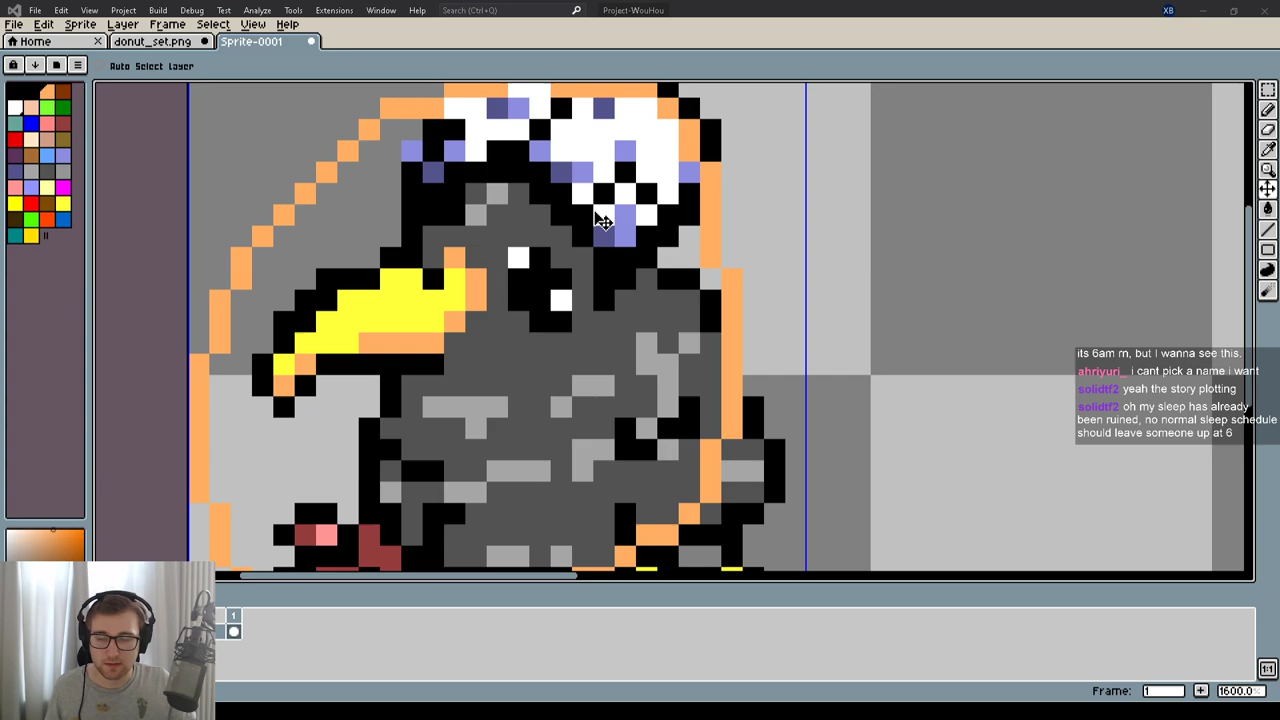 File Edit View Project Build Debug Test Analyze Tools Extensions Window Help Search (Ctrl+Q) Project-WouHou XB
File Edit Sprite Layer Frame Select View Help
Home donut_set.png Sprite-0001
Auto Select Layer
its 6am rn, but I wanna see this.
ahriyuri_ i cant pick a name i want
solidtf2 yeah the story plotting
solidtf2 oh my sleep has already
been ruined, no normal sleep schedule
should leave someone up at 6
1
1:1
Frame: 1 + 1600.0